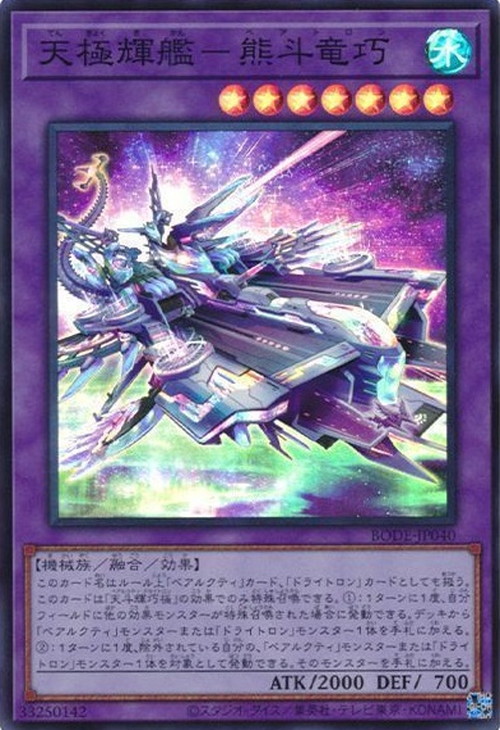 てんきょくきかん ベアトロン
天極輝艦－熊斗竜巧
水
BODE-JP040
【機械族／融合／効果】
このカード名はルール上「ベアルクティ」カード、「ドライトロン」カードとしても扱う。
このカードは「天斗輝巧極」の効果でのみ特殊召喚できる。①：1ターンに1度、自分
フィールドに他の効果モンスターが特殊召喚された場合に発動できる。デッキから
「ベアルクティ」モンスターまたは「ドライトロン」モンスター1体を手札に加える。
②：1ターンに1度、除外されている自分の、「ベアルクティ」モンスターまたは「ドライ
トロン」モンスター1体を対象として発動できる。そのモンスターを手札に加える。
ATK/2000 DEF/ 700
33250142 ©スタジオ・ダイス／集英社・テレビ東京・KONAMI